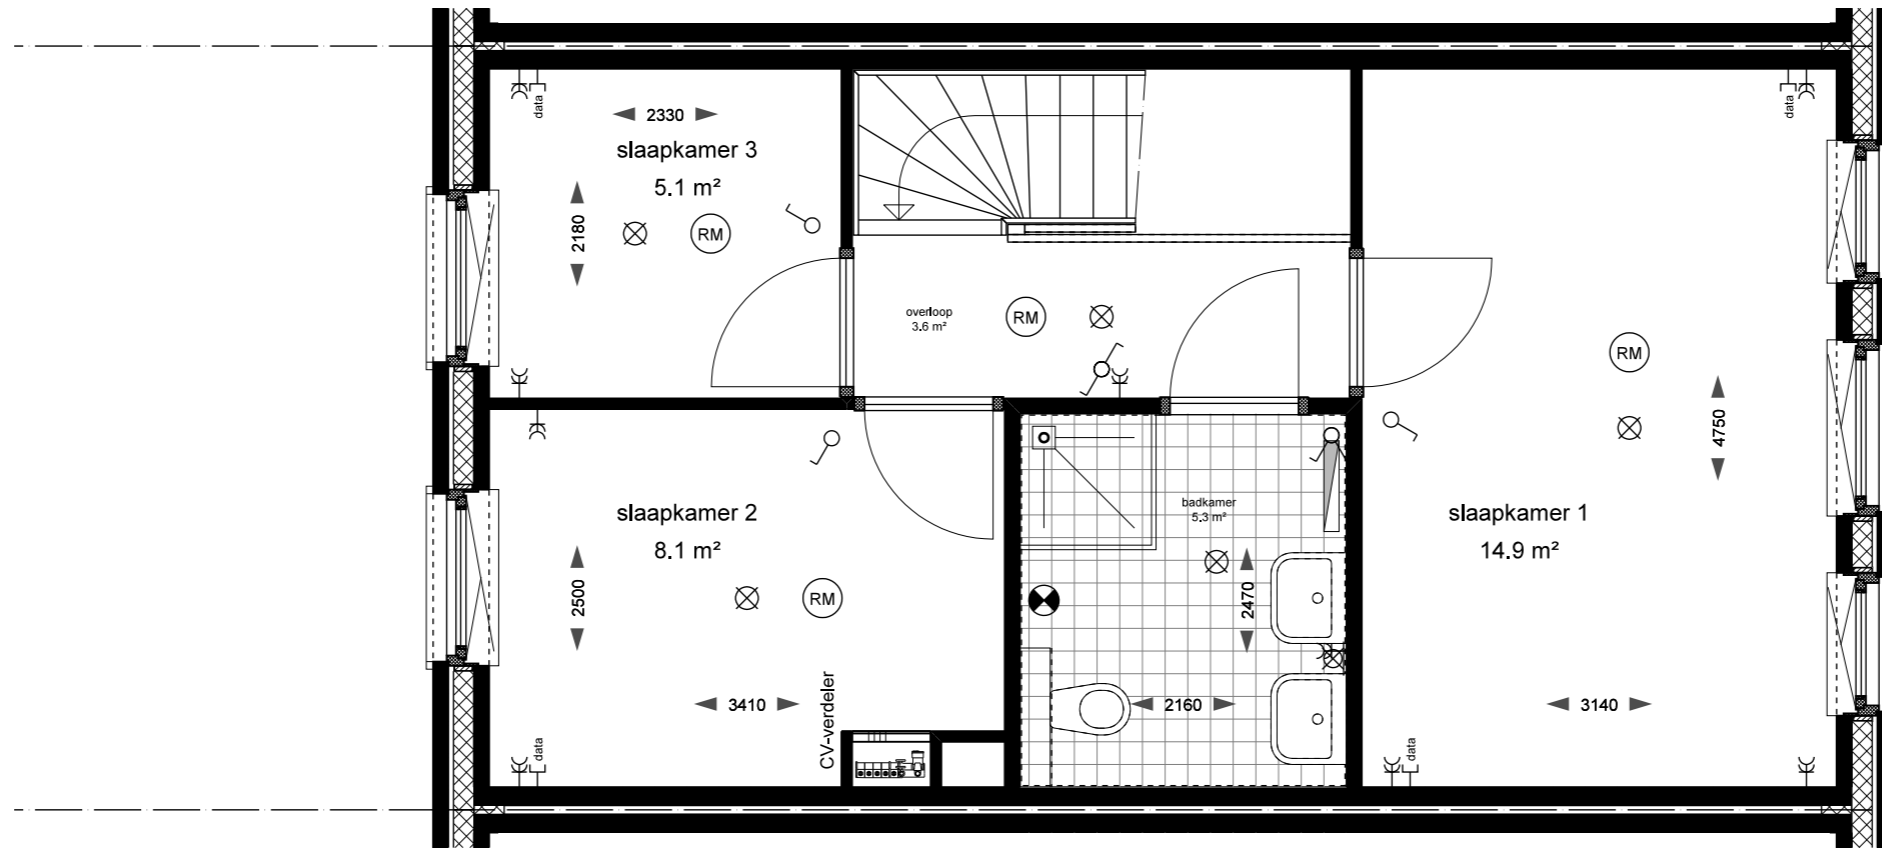 data
2330
slaapkamer 3
5.1 m²
2180
RM
data
overloop
3.6 m²
RM
RM
4750
slaapkamer 2
8.1 m²
2500
RM
badkamer
5.3 m²
2470
slaapkamer 1
14.9 m²
3410
CV-verdeler
2160
3140
data
data